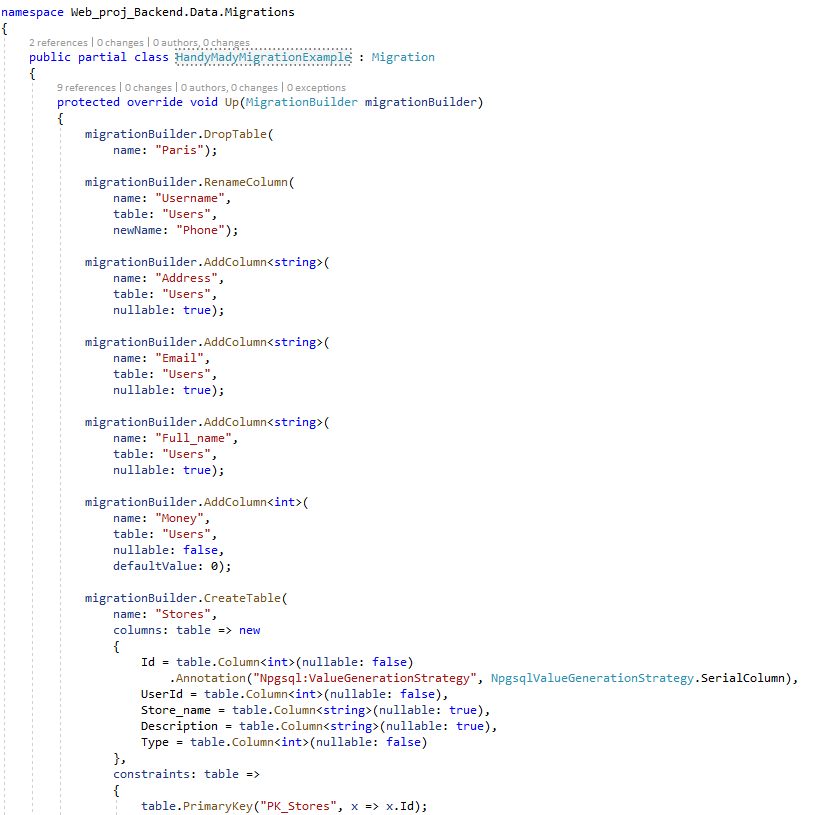 namespace Web_proj_Backend.Data.Migrations
{
2 references | 0 changes | 0 authors, 0 changes
public partial class HandyMadyMigrationExample : Migration
{
9 references | 0 changes | 0 authors, 0 changes | 0 exceptions
protected override void Up(MigrationBuilder migrationBuilder)
{
migrationBuilder.DropTable(
name: "Paris");
migrationBuilder.RenameColumn(
name: "Username",
table: "Users",
newName: "Phone");
migrationBuilder.AddColumn<string>(
name: "Address",
table: "Users",
nullable: true);
migrationBuilder.AddColumn<string>(
name: "Email",
table: "Users",
nullable: true);
migrationBuilder.AddColumn<string>(
name: "Full_name",
table: "Users",
nullable: true);
migrationBuilder.AddColumn<int>(
name: "Money",
table: "Users",
nullable: false,
defaultValue: 0);
migrationBuilder.CreateTable(
name: "Stores",
columns: table => new
{
Id = table.Column<int>(nullable: false)
.Annotation("Npgsql:ValueGenerationStrategy", NpgsqlValueGenerationStrategy.SerialColumn),
UserId = table.Column<int>(nullable: false),
Store_name = table.Column<string>(nullable: true),
Description = table.Column<string>(nullable: true),
Type = table.Column<int>(nullable: false)
},
constraints: table =>
{
table.PrimaryKey("PK_Stores", x => x.Id);